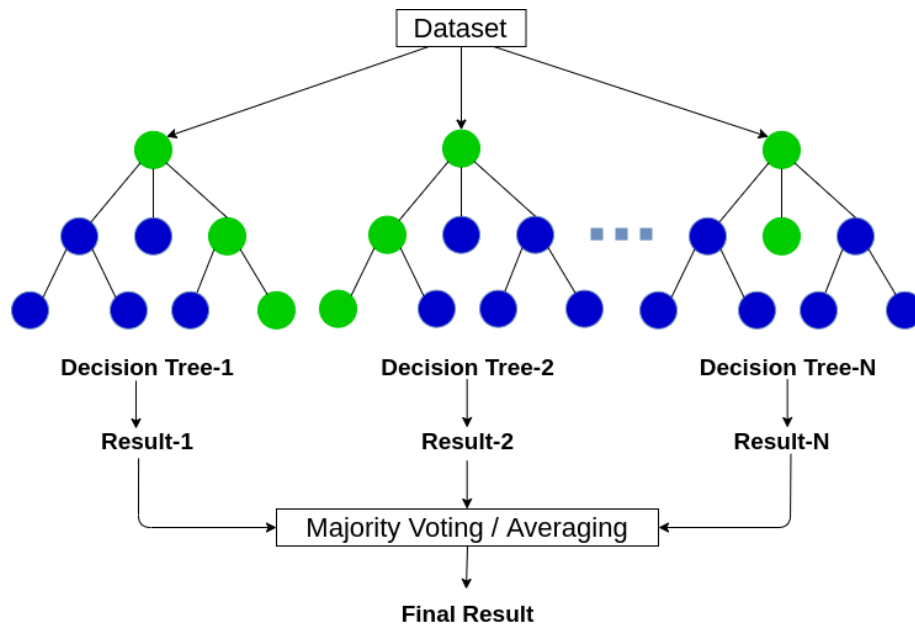 Dataset
Decision Tree-1
Decision Tree-2
Decision Tree-N
Result-1
Result-2
Result-N
Majority Voting / Averaging
Final Result